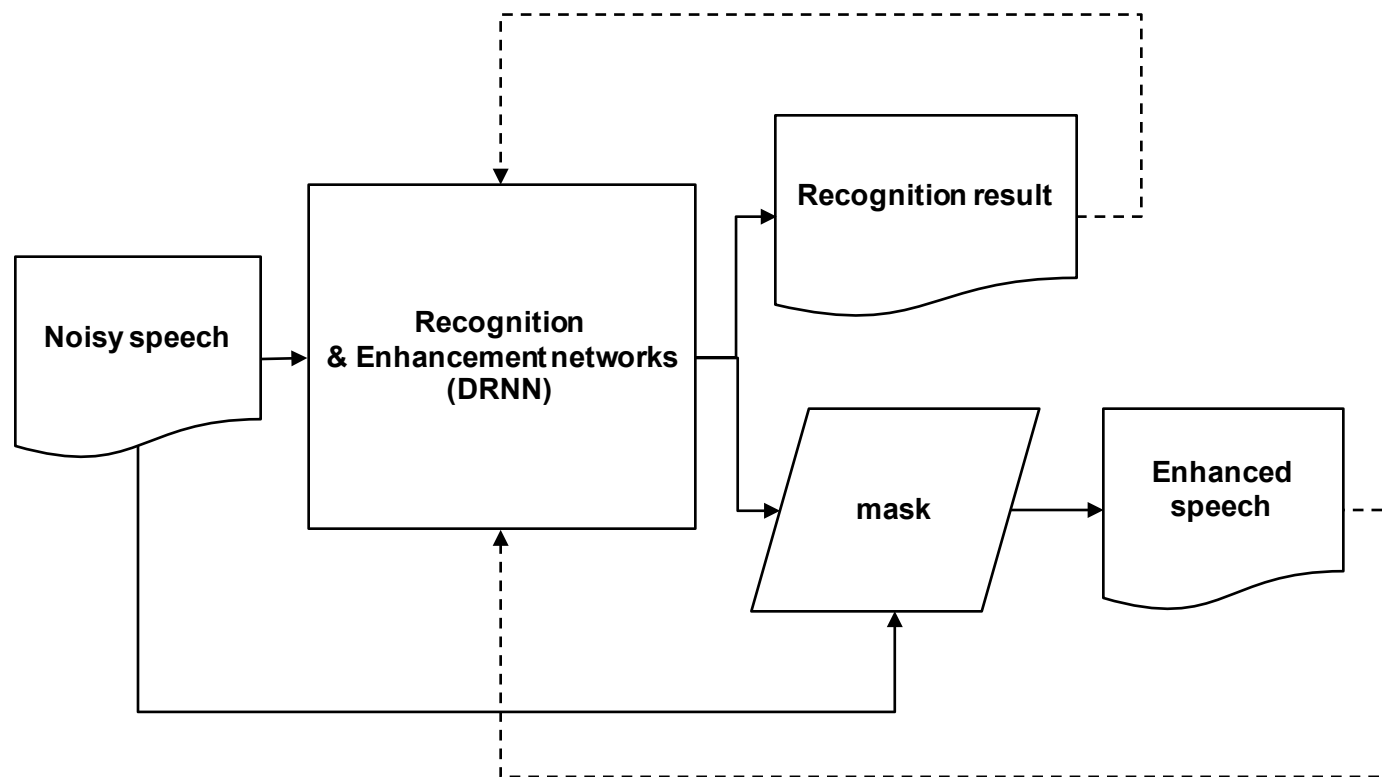 Recognition result
Noisy speech
Recognition
& Enhancement networks
(DRNN)
mask
Enhanced
speech